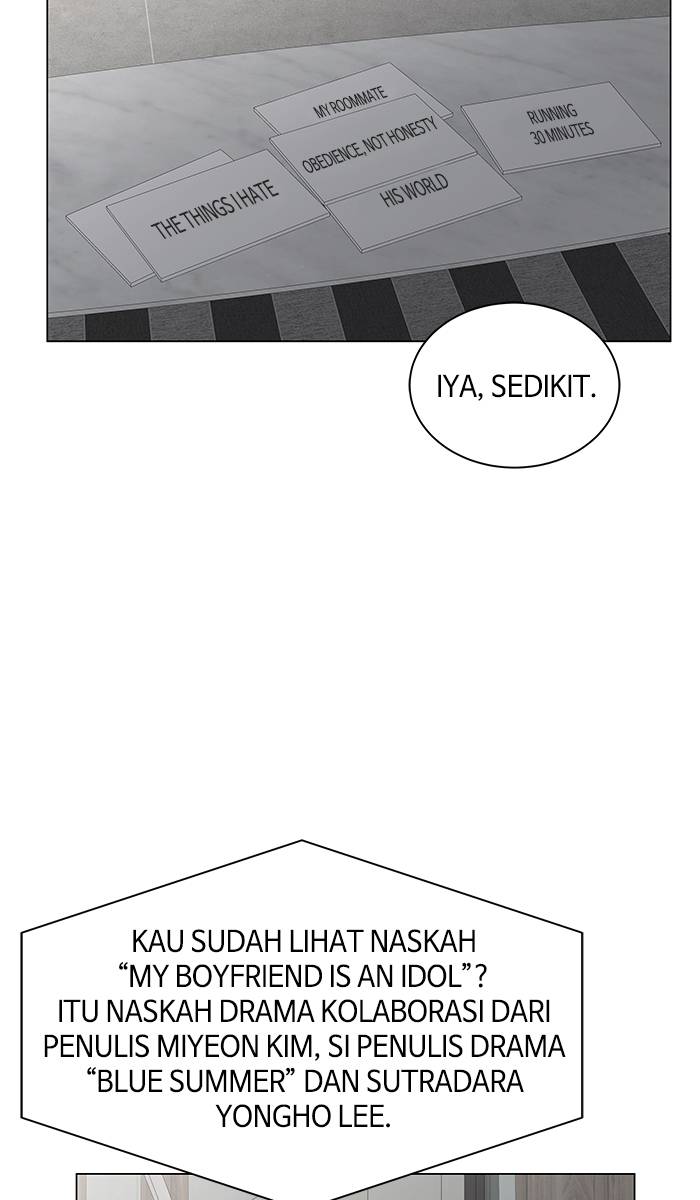 MY ROOMMATE
RUNNING
30 MINUTES
OBEDIENCE, NOT HONESTY
HIS WORLD
THE THINGS I HATE
IYA, SEDIKIT.
KAU SUDAH LIHAT NASKAH
“MY BOYFRIEND IS AN IDOL”?
ITU NASKAH DRAMA KOLABORASI DARI
PENULIS MIYEON KIM, SI PENULIS DRAMA
“BLUE SUMMER” DAN SUTRADARA
YONGHO LEE.